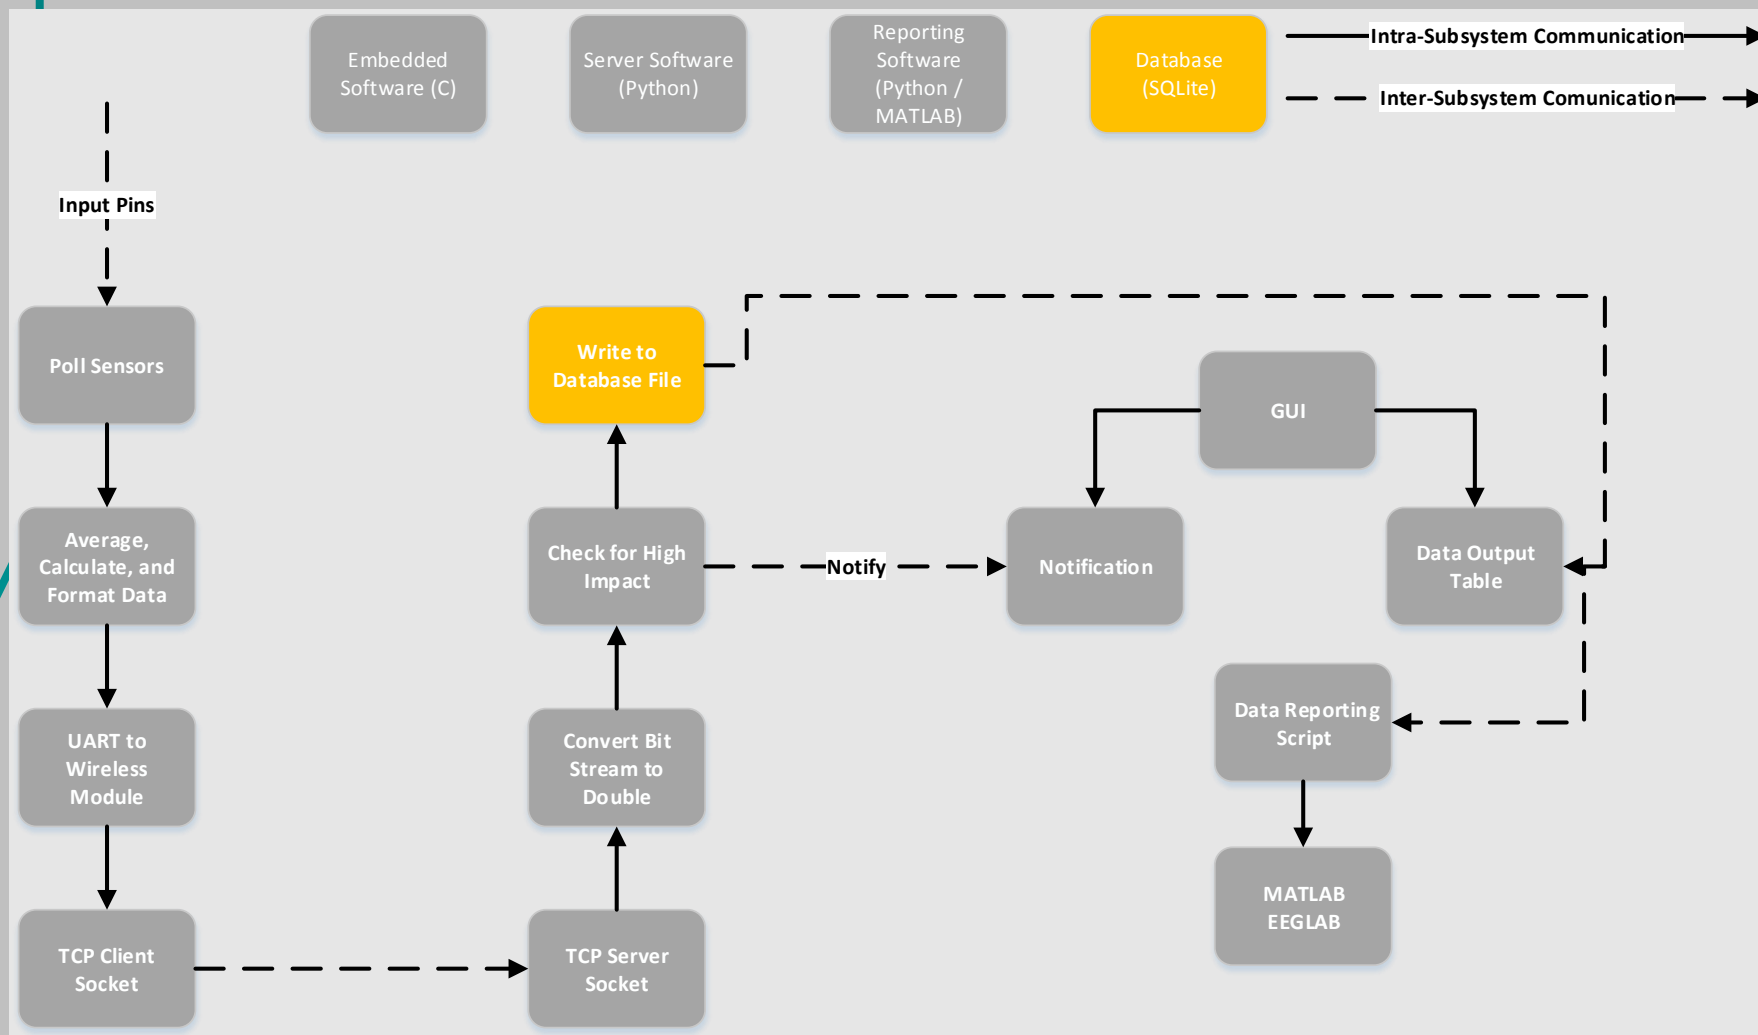 Embedded
Software (C)
Server Software
(Python)
Reporting
Software
(Python /
MATLAB)
Database
(SQLite)
Intra-Subsystem Communication
Inter-Subsystem Comunication
Input Pins
Poll Sensors
Average,
Calculate, and
Format Data
UART to
Wireless
Module
TCP Client
Socket
Write to
Database File
Check for High
Impact
Convert Bit
Stream to
Double
TCP Server
Socket
Notify
GUI
Notification
Data Output
Table
Data Reporting
Script
MATLAB
EEGLAB